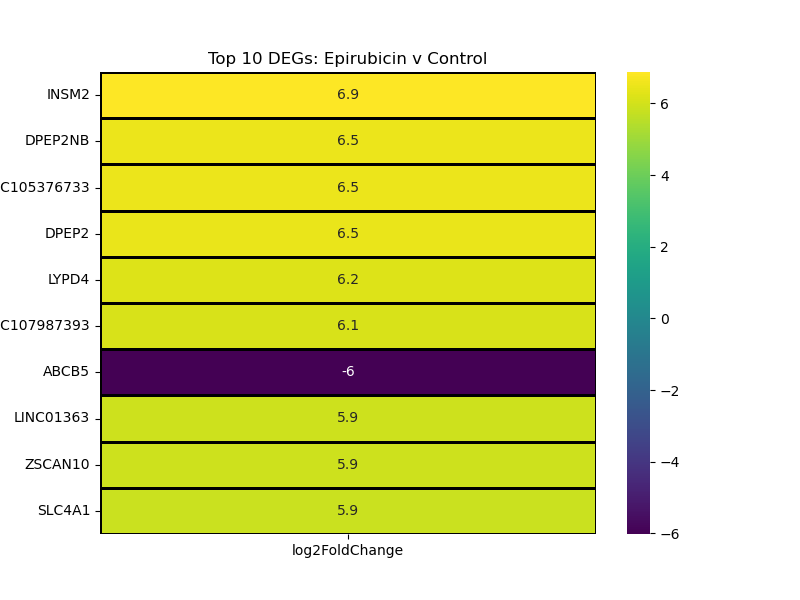 Top 10 DEGs: Epirubicin v Control
INSM2
6.9
DPEP2NB
6.5
C105376733
6.5
DPEP2
6.5
LYPD4
6.2
C107987393
6.1
ABCB5
-6
LINC01363
5.9
ZSCAN10
5.9
SLC4A1
5.9
log2FoldChange
6
4
2
0
−2
−4
−6